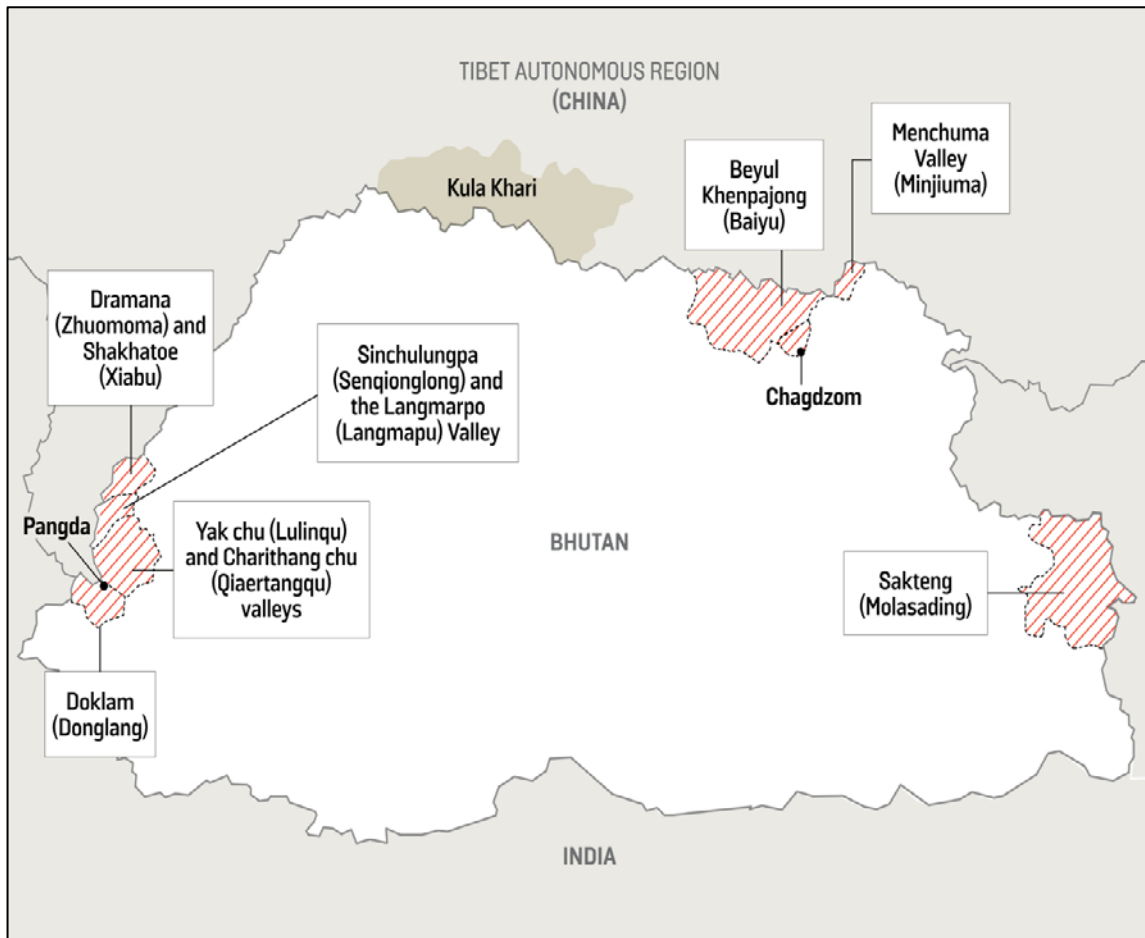 TIBET AUTONOMOUS REGION
(CHINA)
Menchuma
Valley
(Minjiuma)
Beyul
Khenpajong
(Baiyu)
Kula Khari
Dramana
(Zhuomoma) and
Shakhatoe
(Xiabu)
Sinchulungpa
(Senqionglong) and
the Langmarpo
(Langmapu) Valley
Chagdzom
Pangda
Yak chu (Lulinqu)
and Charithang chu
(Qiaertangqu)
valleys
BHUTAN
Sakteng
(Molasading)
Doklam
(Donglang)
INDIA